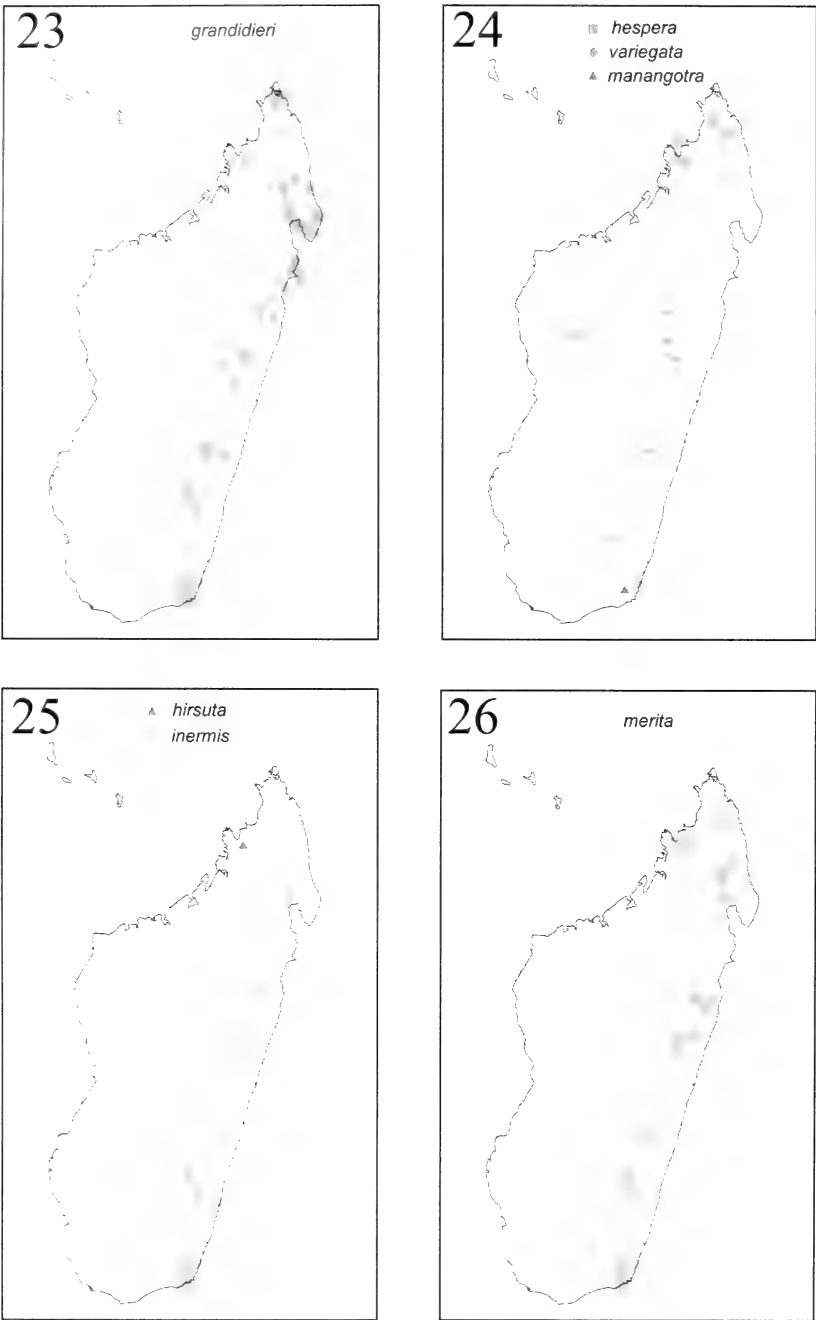 23
grandidieri
24
hespera
variegata
manangotra
25
hirsuta
inermis
26
merita